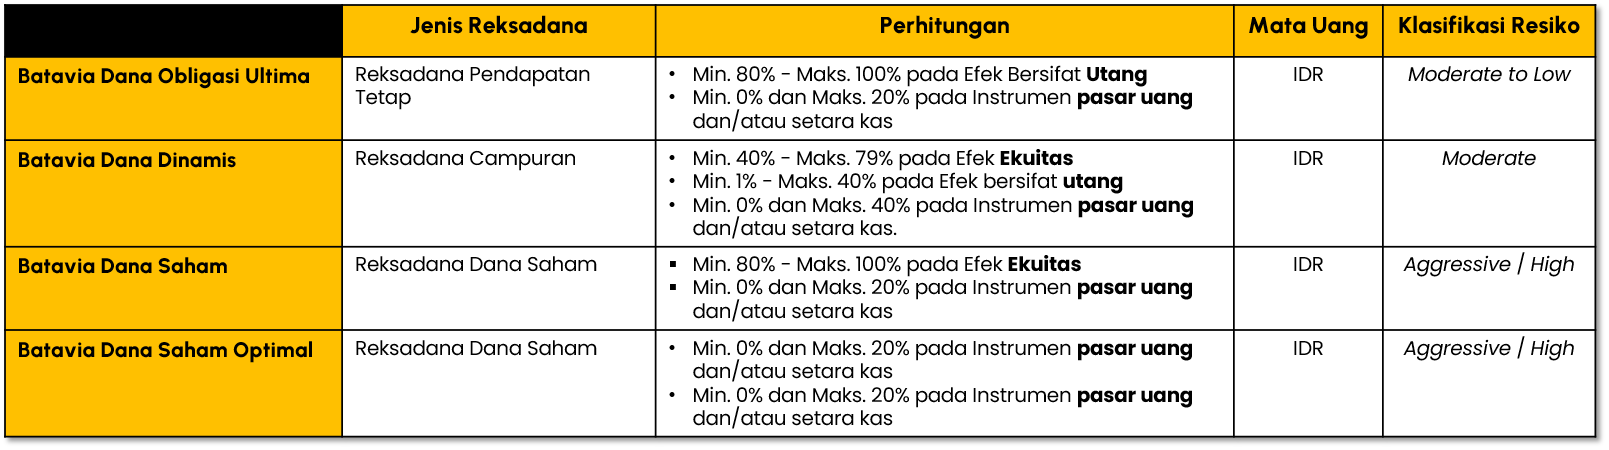 Jenis Reksadana
Perhitungan
Mata Uang
Klasifikasi Resiko
Batavia Dana Obligasi Ultima
Reksadana Pendapatan
Tetap
• Min. 80% - Maks. 100% pada Efek Bersifat Utang
• Min. 0% dan Maks. 20% pada Instrumen pasar uang
dan/atau setara kas
IDR
Moderate to Low
Batavia Dana Dinamis
Reksadana Campuran
• Min. 40% - Maks. 79% pada Efek Ekuitas
• Min. 1% - Maks. 40% pada Efek bersifat utang
• Min. 0% dan Maks. 40% pada Instrumen pasar uang
dan/atau setara kas.
IDR
Moderate
Batavia Dana Saham
Reksadana Dana Saham
▪ Min. 80% - Maks. 100% pada Efek Ekuitas
▪ Min. 0% dan Maks. 20% pada Instrumen pasar uang
dan/atau setara kas
IDR
Aggressive / High
Batavia Dana Saham Optimal
Reksadana Dana Saham
• Min. 0% dan Maks. 20% pada Instrumen pasar uang
dan/atau setara kas
• Min. 0% dan Maks. 20% pada Instrumen pasar uang
dan/atau setara kas
IDR
Aggressive / High